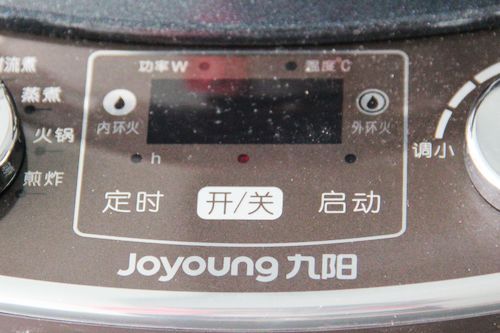 功率W 温度℃
蒸煮
内环火 外环火
火锅
h
调小
煎炸
定时 开/关 启动
Joyoung 九阳